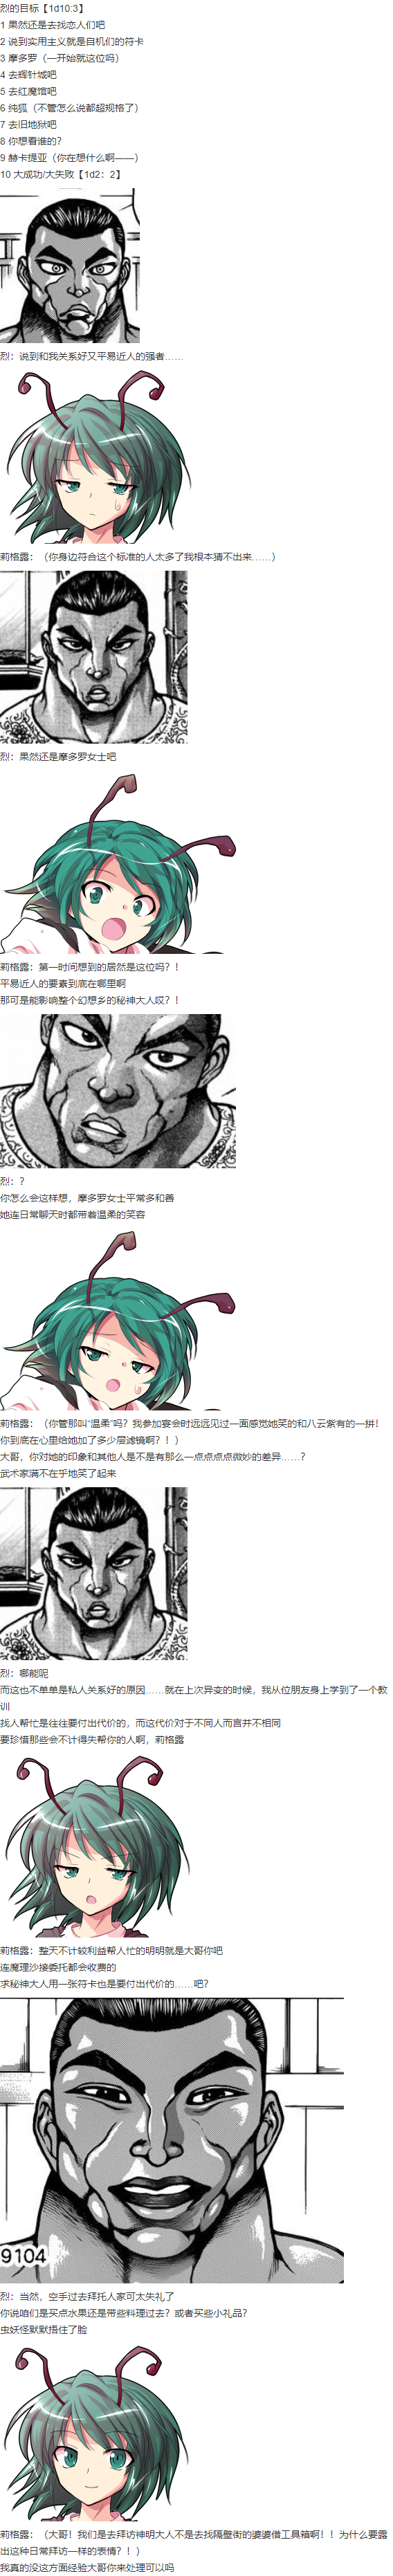 烈的目标【1d10:3】
1 果然还是去找恋人们吧
2 说到实用主义就是自机们的符卡
3 摩多罗（一开始就这位吗）
4 去辉针城吧
5 去红魔馆吧
6 纯狐（不管怎么说都超规格了）
7 去旧地狱吧
8 你想看谁的?
9 赫卡提亚（你在想什么啊——）
10 大成功/大失败【1d2：2】
烈：说到和我关系好又平易近人的强者……
莉格露：（你身边符合这个标准的人太多了我根本猜不出来……）
烈：果然还是摩多罗女士吧
莉格露：第一时间想到的居然是这位吗？！
平易近人的要素到底在哪里啊
那可是能影响整个幻想乡的秘神大人哎？！
烈：?
你怎么会这样想，摩多罗女士平常多和善
她连日常聊天时都带着温柔的笑容
莉格露：（你管那叫“温柔”吗？我参加宴会时远远见过一面感觉她笑的和八云紫有的一拼！
你到底在心里给她加了多少层滤镜啊？！）
大哥，你对她的印象和其他人是不是有那么一点点点点微妙的差异……？
武术家满不在乎地笑了起来
烈：哪能呢
而这也不单单是私人关系好的原因……就在上次异变的时候，我从位朋友身上学到了一个教
训
找人帮忙是往往要付出代价的，而这代价对于不同人而言并不相同
要珍惜那些会不计得失帮你的人啊，莉格露
莉格露：整天不计较利益帮人忙的明明就是大哥你吧
连魔理沙接委托都会收费的
求秘神大人用一张符卡也是要付出代价的……吧？
9104
烈：当然，空手过去拜托人家可太失礼了
你说咱们是买点水果还是带些料理过去？或者买些小礼品？
虫妖怪默默捂住了脸
莉格露：（大哥！我们是去拜访神明大人不是去找隔壁街的婆婆借工具箱啊！！为什么要露
出这种日常拜访一样的表情？！）
我真的没这方面经验大哥你来处理可以吗